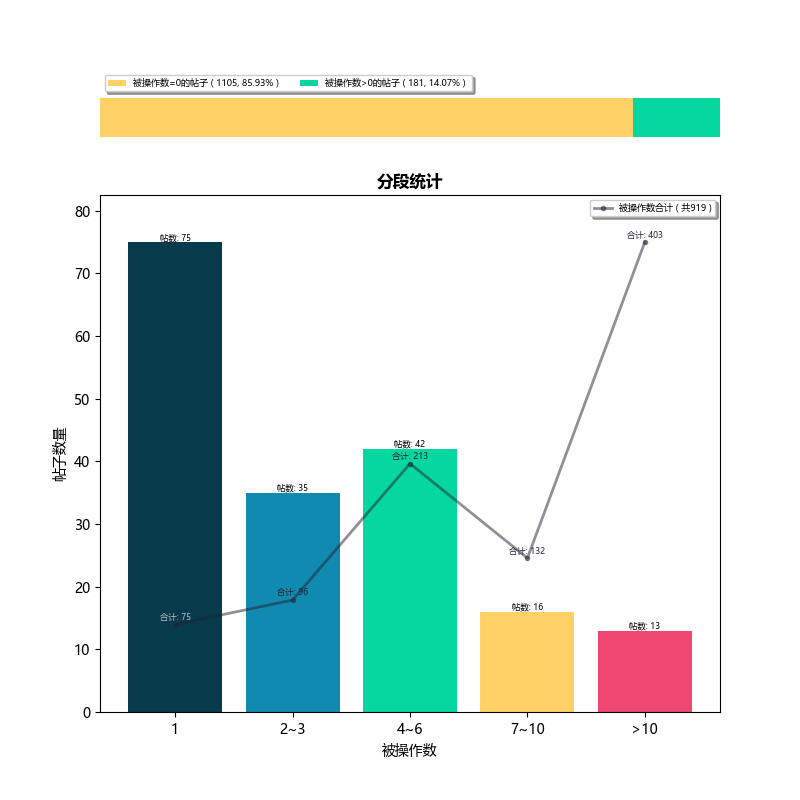 被操作数=0的帖子 ( 1105, 85.93% )
被操作数>0的帖子 ( 181, 14.07% )
分段统计
被操作数合计 ( 共919 )
帖子数量
80
70
60
50
40
30
20
10
0
帖数: 75
帖数: 35
帖数: 42
帖数: 16
帖数: 13
合计: 75
合计: 96
合计: 213
合计: 132
合计: 403
1
2~3
4~6
7~10
>10
被操作数